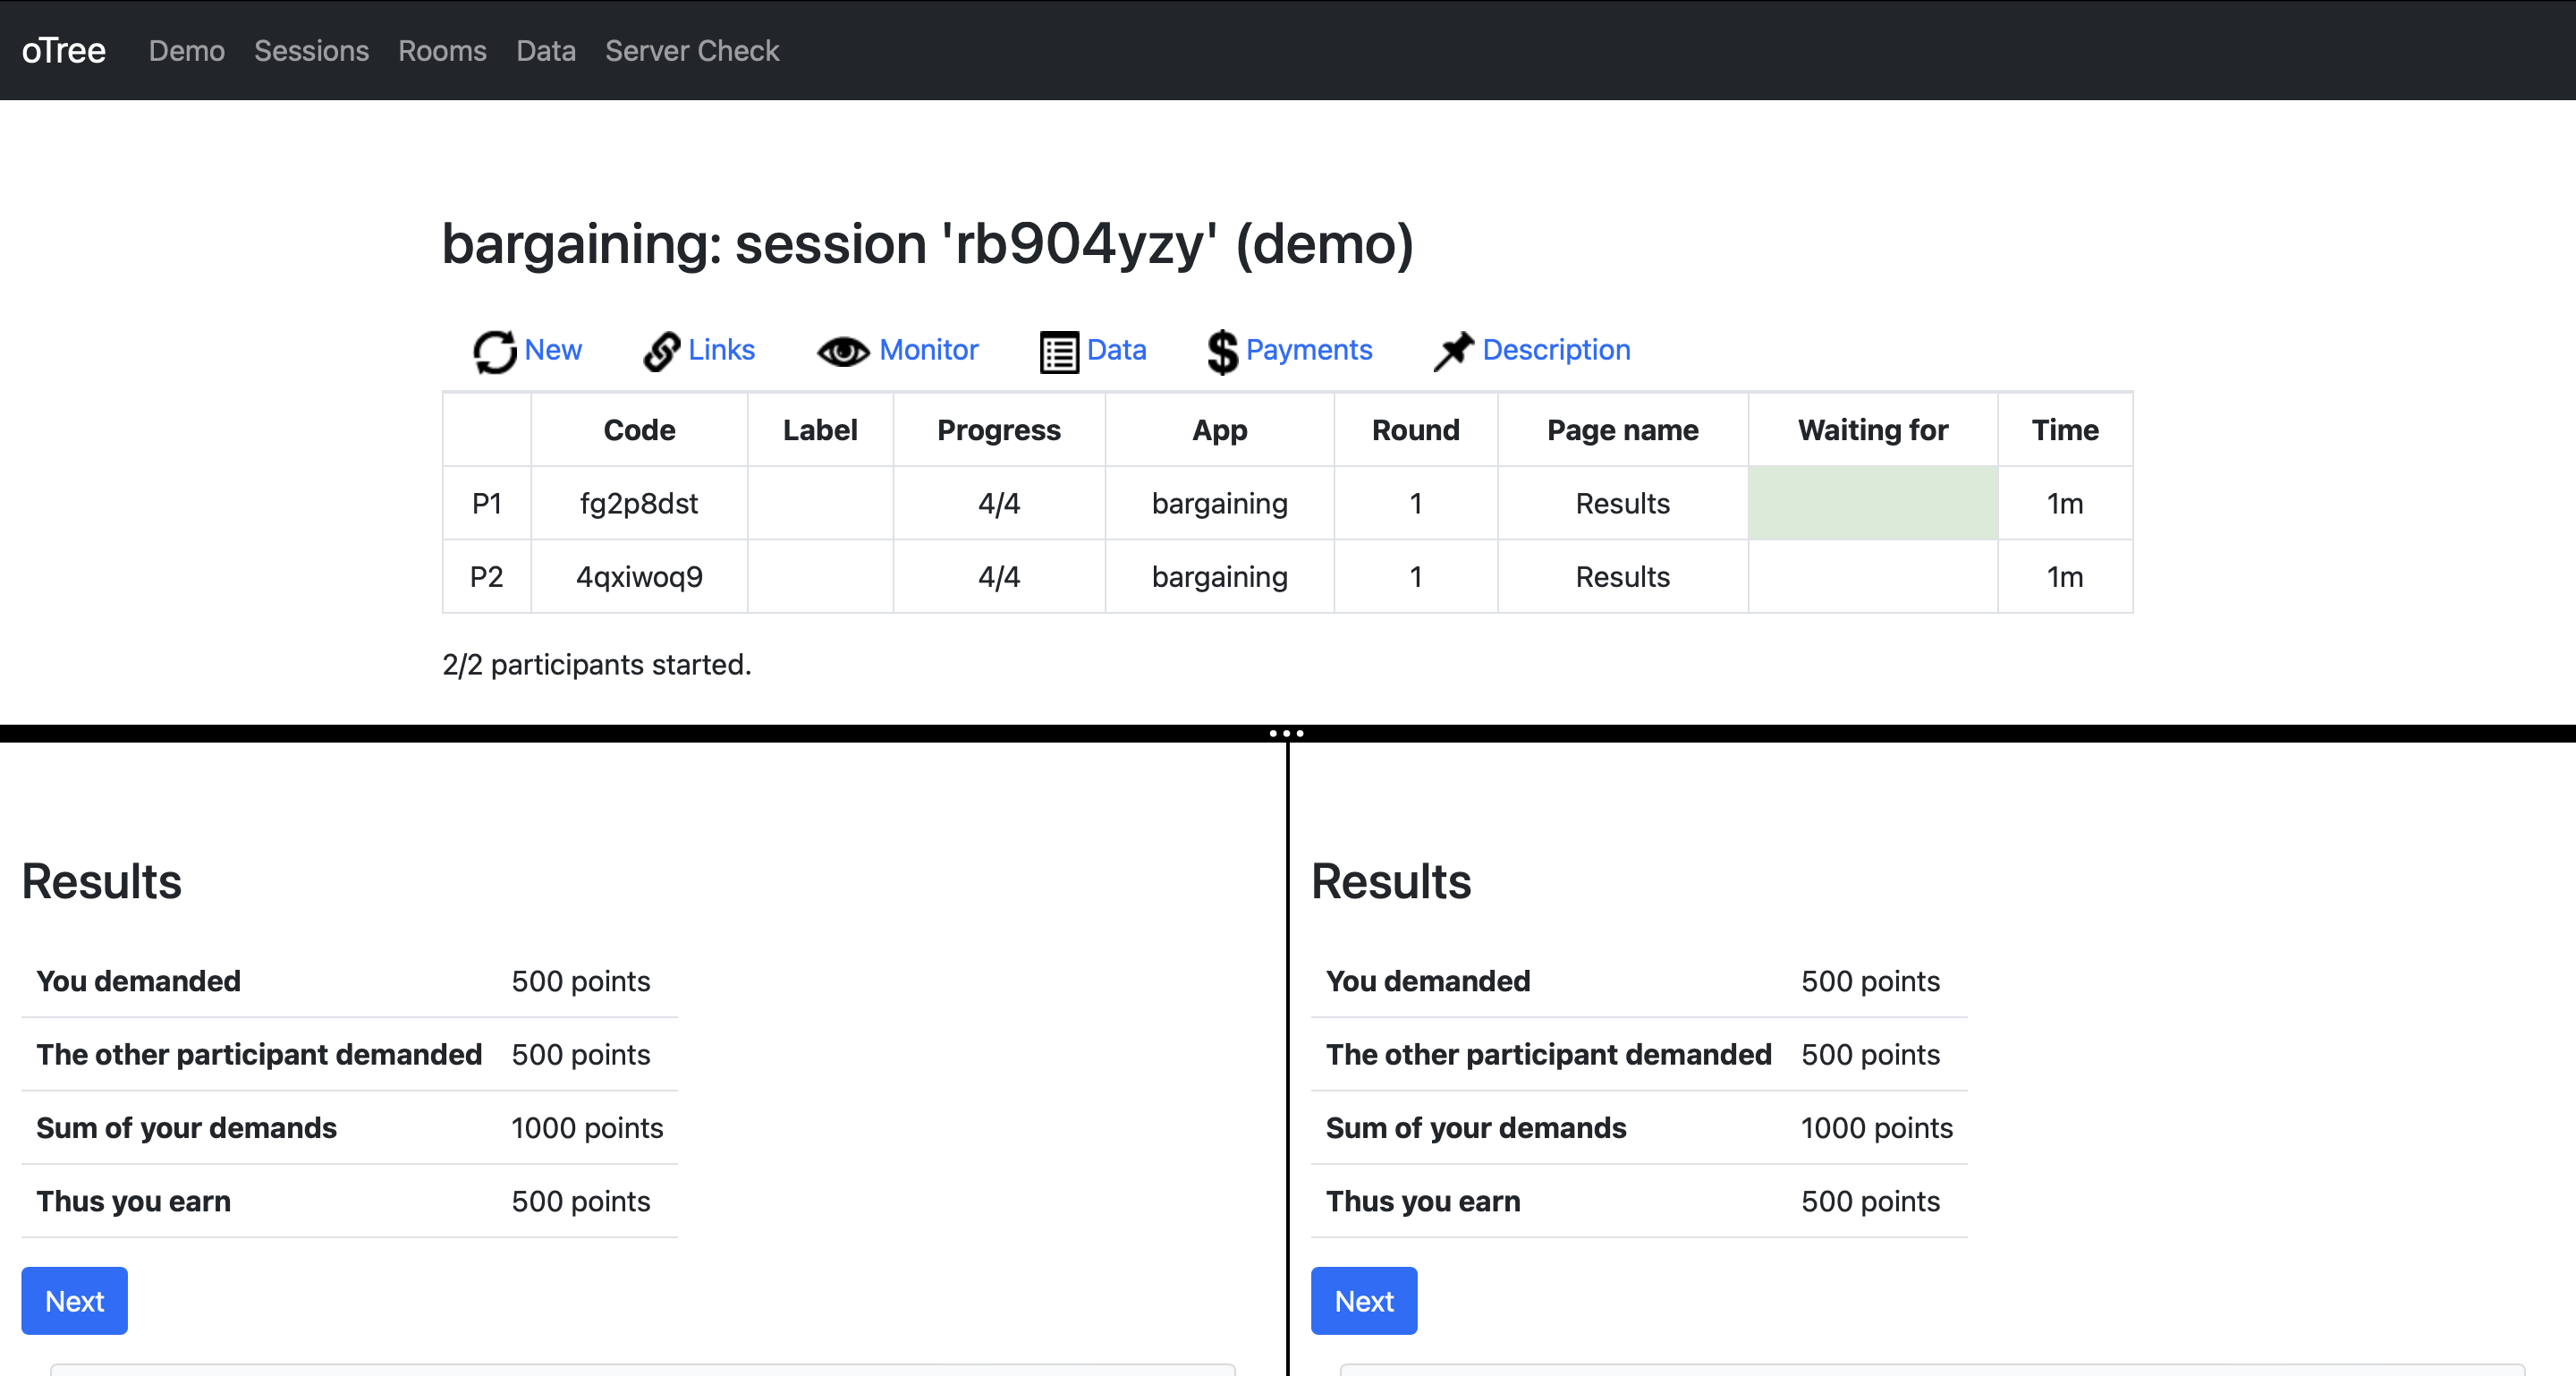 oTree Demo Sessions Rooms Data Server Check
bargaining: session 'rb904yzy' (demo)
New Links Monitor Data Payments Description
Code Label Progress App Round Page name Waiting for Time
P1 fg2p8dst 4/4 bargaining 1 Results 1m
P2 4qxiwoq9 4/4 bargaining 1 Results 1m
2/2 participants started.
Results
You demanded 500 points
The other participant demanded 500 points
Sum of your demands 1000 points
Thus you earn 500 points
Next
Results
You demanded 500 points
The other participant demanded 500 points
Sum of your demands 1000 points
Thus you earn 500 points
Next